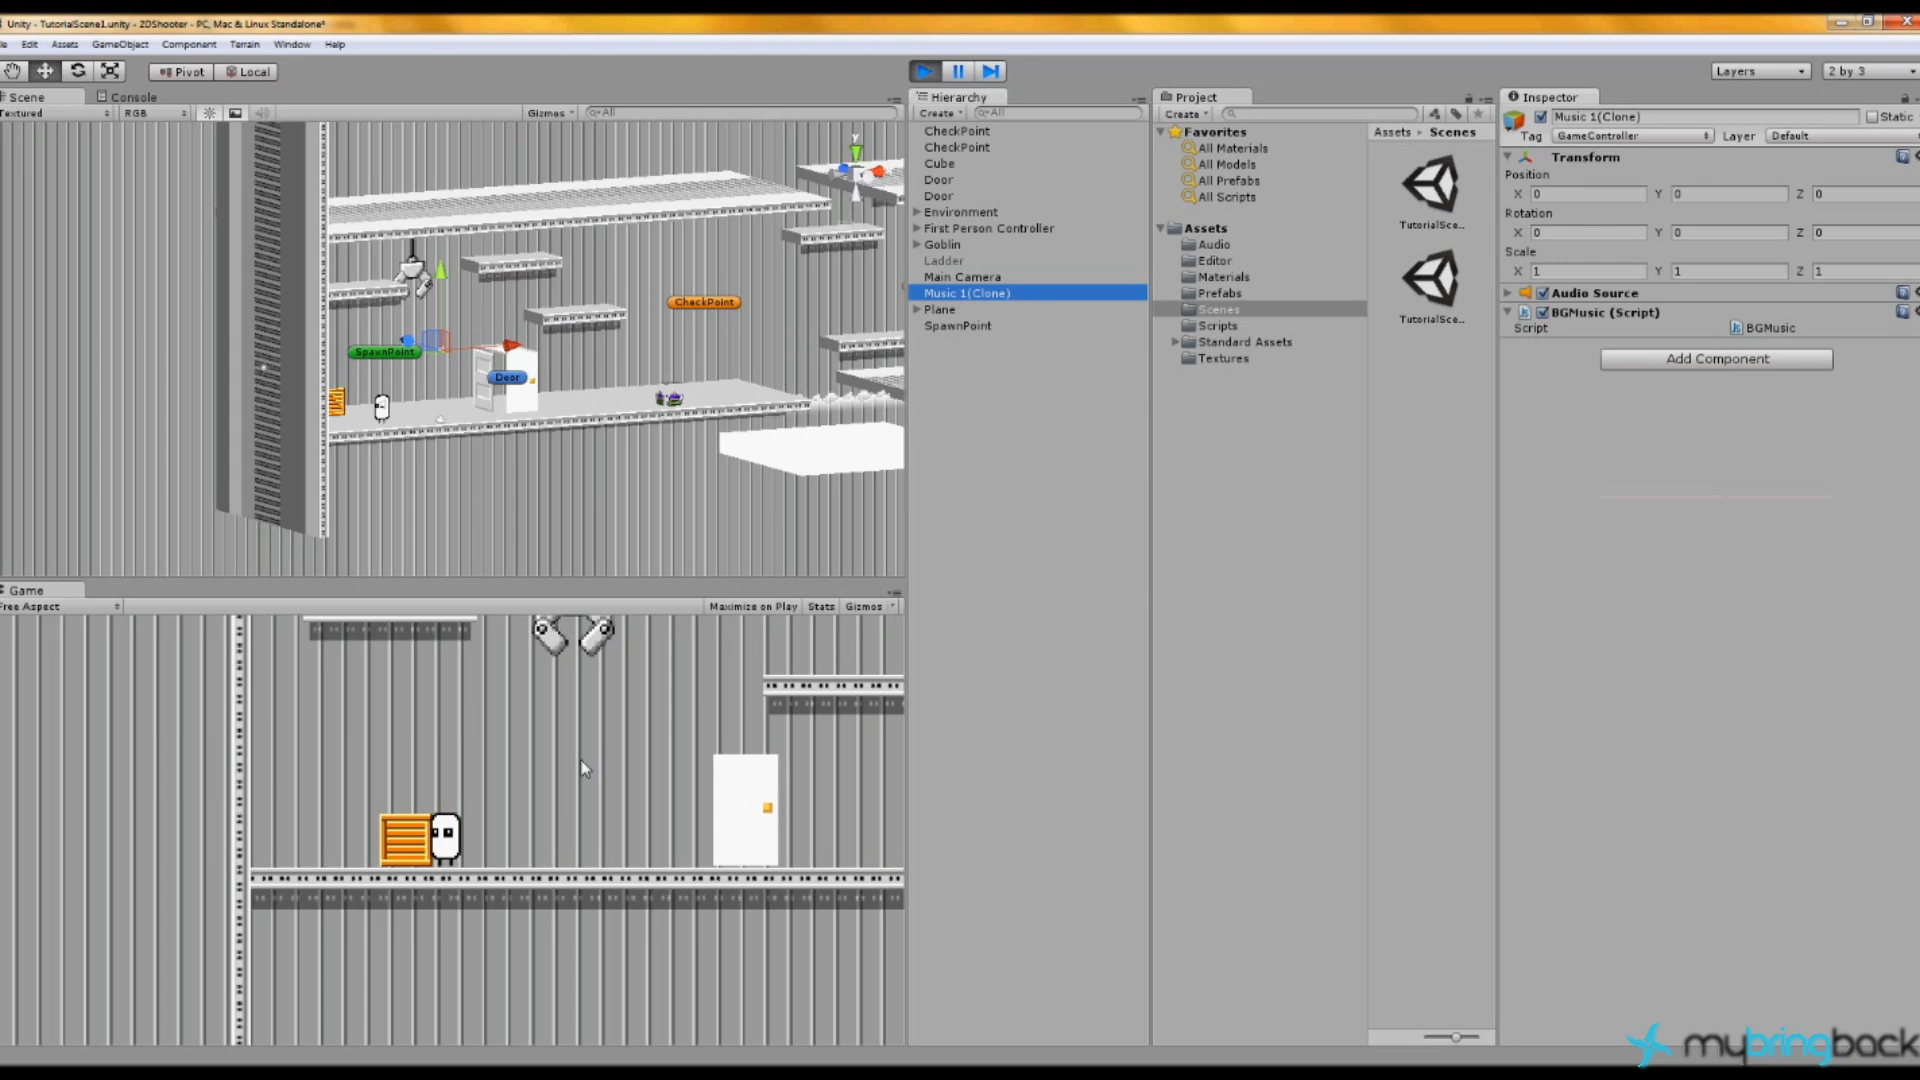 Unity - TutorialScene1.unity - 2DShooter - PC, Mac & Linux Standalone*
Edit Assets GameObject Component Terrain Window Help
Pivot Local
Layers
2 by 3
Scene
Console
Textured
RGB
Gizmos
All
CheckPoint
SpawnPoint
Door
y
Game
Free Aspect
Maximize on Play Stats Gizmos
Hierarchy
Create
All
CheckPoint
CheckPoint
Cube
Door
Door
Environment
First Person Controller
Goblin
Ladder
Main Camera
Music 1(Clone)
Plane
SpawnPoint
Project
Create
Favorites
All Materials
All Models
All Prefabs
All Scripts
Assets
Audio
Editor
Materials
Prefabs
Scenes
Scripts
Standard Assets
Textures
Assets Scenes
TutorialSce..
TutorialSce..
Inspector
Music 1(Clone)
Static
Tag GameController Layer Default
Transform
Position
X 0 Y 0 Z 0
Rotation
X 0 Y 0 Z 0
Scale
X 1 Y 1 Z 1
Audio Source
BGMusic (Script)
Script BGMusic
Add Component
mybringback